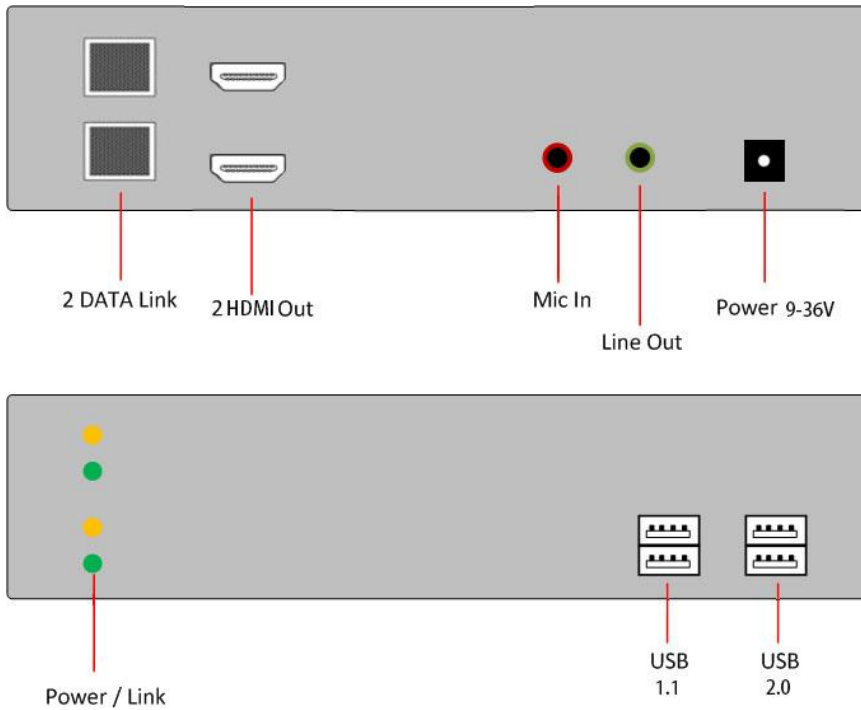 2 DATA Link
2 HDMI Out
Mic In
Line Out
Power 9-36V
Power / Link
USB
1.1
USB
2.0